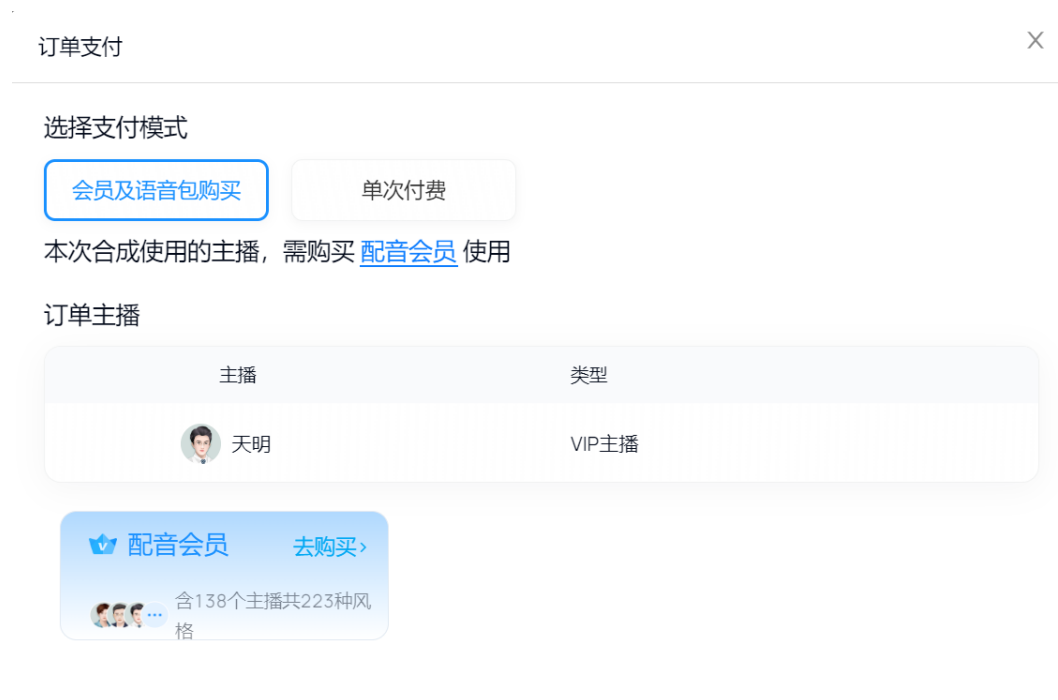 订单支付
选择支付模式
会员及语音包购买 单次付费
本次合成使用的主播，需购买 配音会员 使用
订单主播
主播 类型
天明 VIP主播
配音会员 去购买>
含138个主播共223种风
格